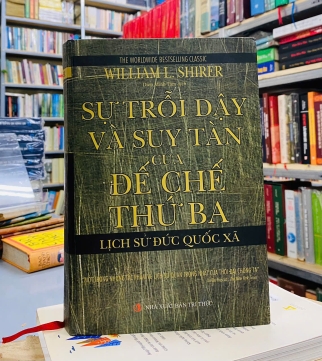 THE WORLDWIDE BESTSELLING CLASSIC
WILLIAM L. SHIRER
SỰ TRỖI DẬY
VÀ SUY TÀN
CỦA
ĐẾ CHẾ
THỨ BA
LỊCH SỬ ĐỨC QUỐC XÃ
NHÀ XUẤT BẢN TRI THỨC